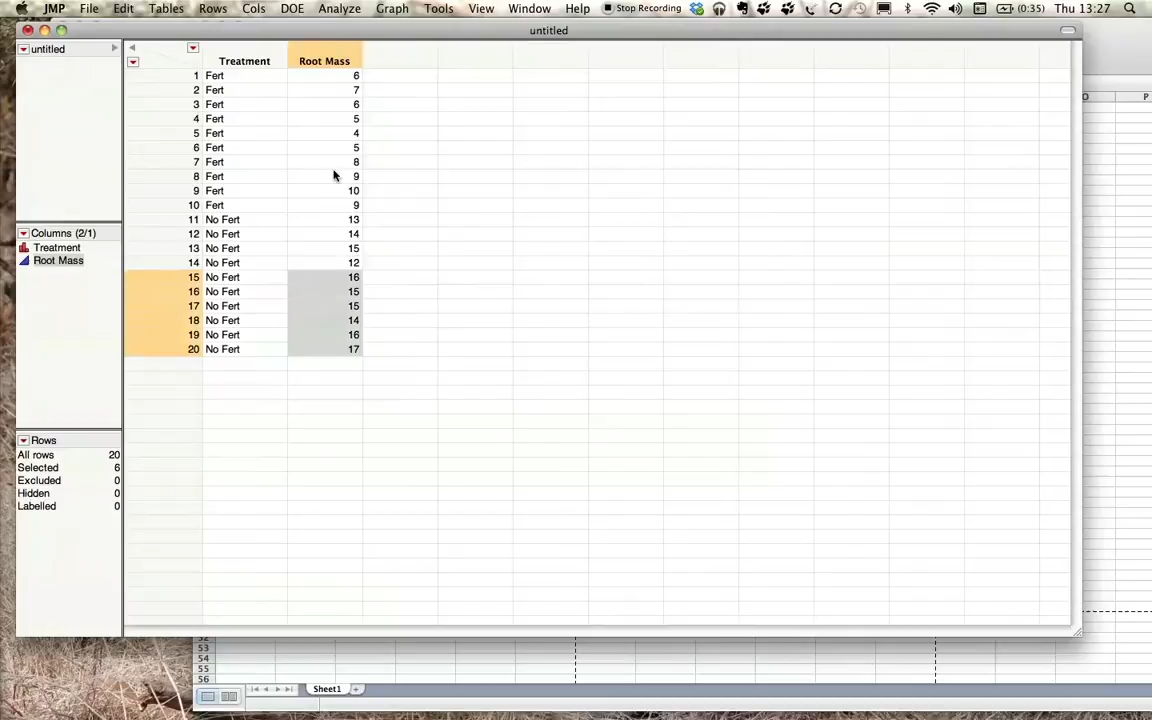 JMP File Edit Tables Rows Cols DOE Analyze Graph Tools View Window Help Stop Recording (0:35) Thu 13:27
untitled
untitled
Treatment Root Mass
1 Fert 6
2 Fert 7
3 Fert 6
4 Fert 5
5 Fert 4
6 Fert 5
7 Fert 8
8 Fert 9
9 Fert 10
10 Fert 9
11 No Fert 13
12 No Fert 14
13 No Fert 15
14 No Fert 12
15 No Fert 16
16 No Fert 15
17 No Fert 15
18 No Fert 14
19 No Fert 16
20 No Fert 17
Columns (2/1)
Treatment
Root Mass
Rows
All rows 20
Selected 6
Excluded 0
Hidden 0
Labelled 0
P
53
54
55
56
Sheet1